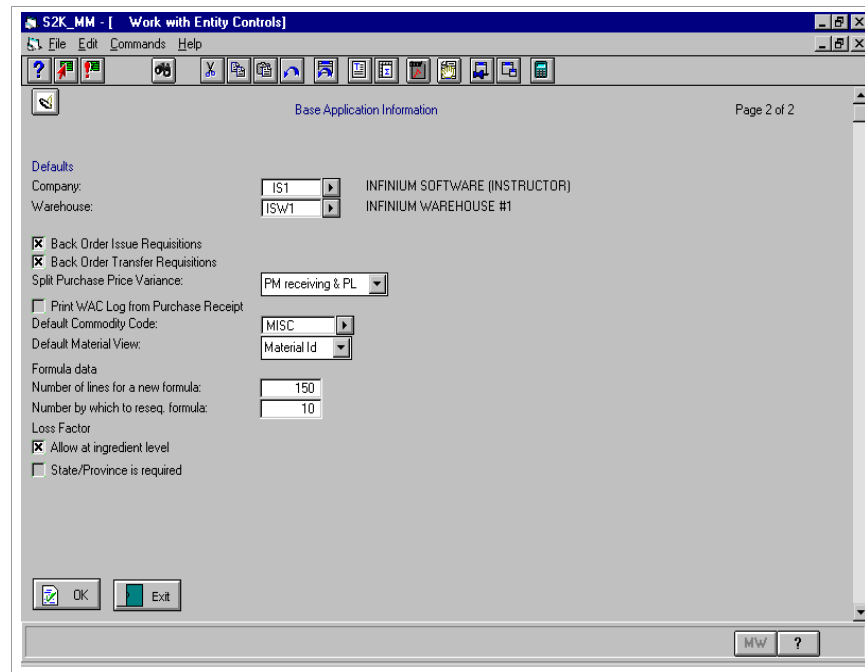 S2K_MM - [ Work with Entity Controls]
File Edit Commands Help
Base Application Information Page 2 of 2
Defaults
Company: IS1 INFINIUM SOFTWARE (INSTRUCTOR)
Warehouse: ISW1 INFINIUM WAREHOUSE #1
Back Order Issue Requisitions
Back Order Transfer Requisitions
Split Purchase Price Variance: PM receiving & PL
Print WAC Log from Purchase Receipt
Default Commodity Code: MISC
Default Material View: Material Id
Formula data
Number of lines for a new formula: 150
Number by which to reseq. formula: 10
Loss Factor
Allow at ingredient level
State/Province is required
OK Exit
MW ?